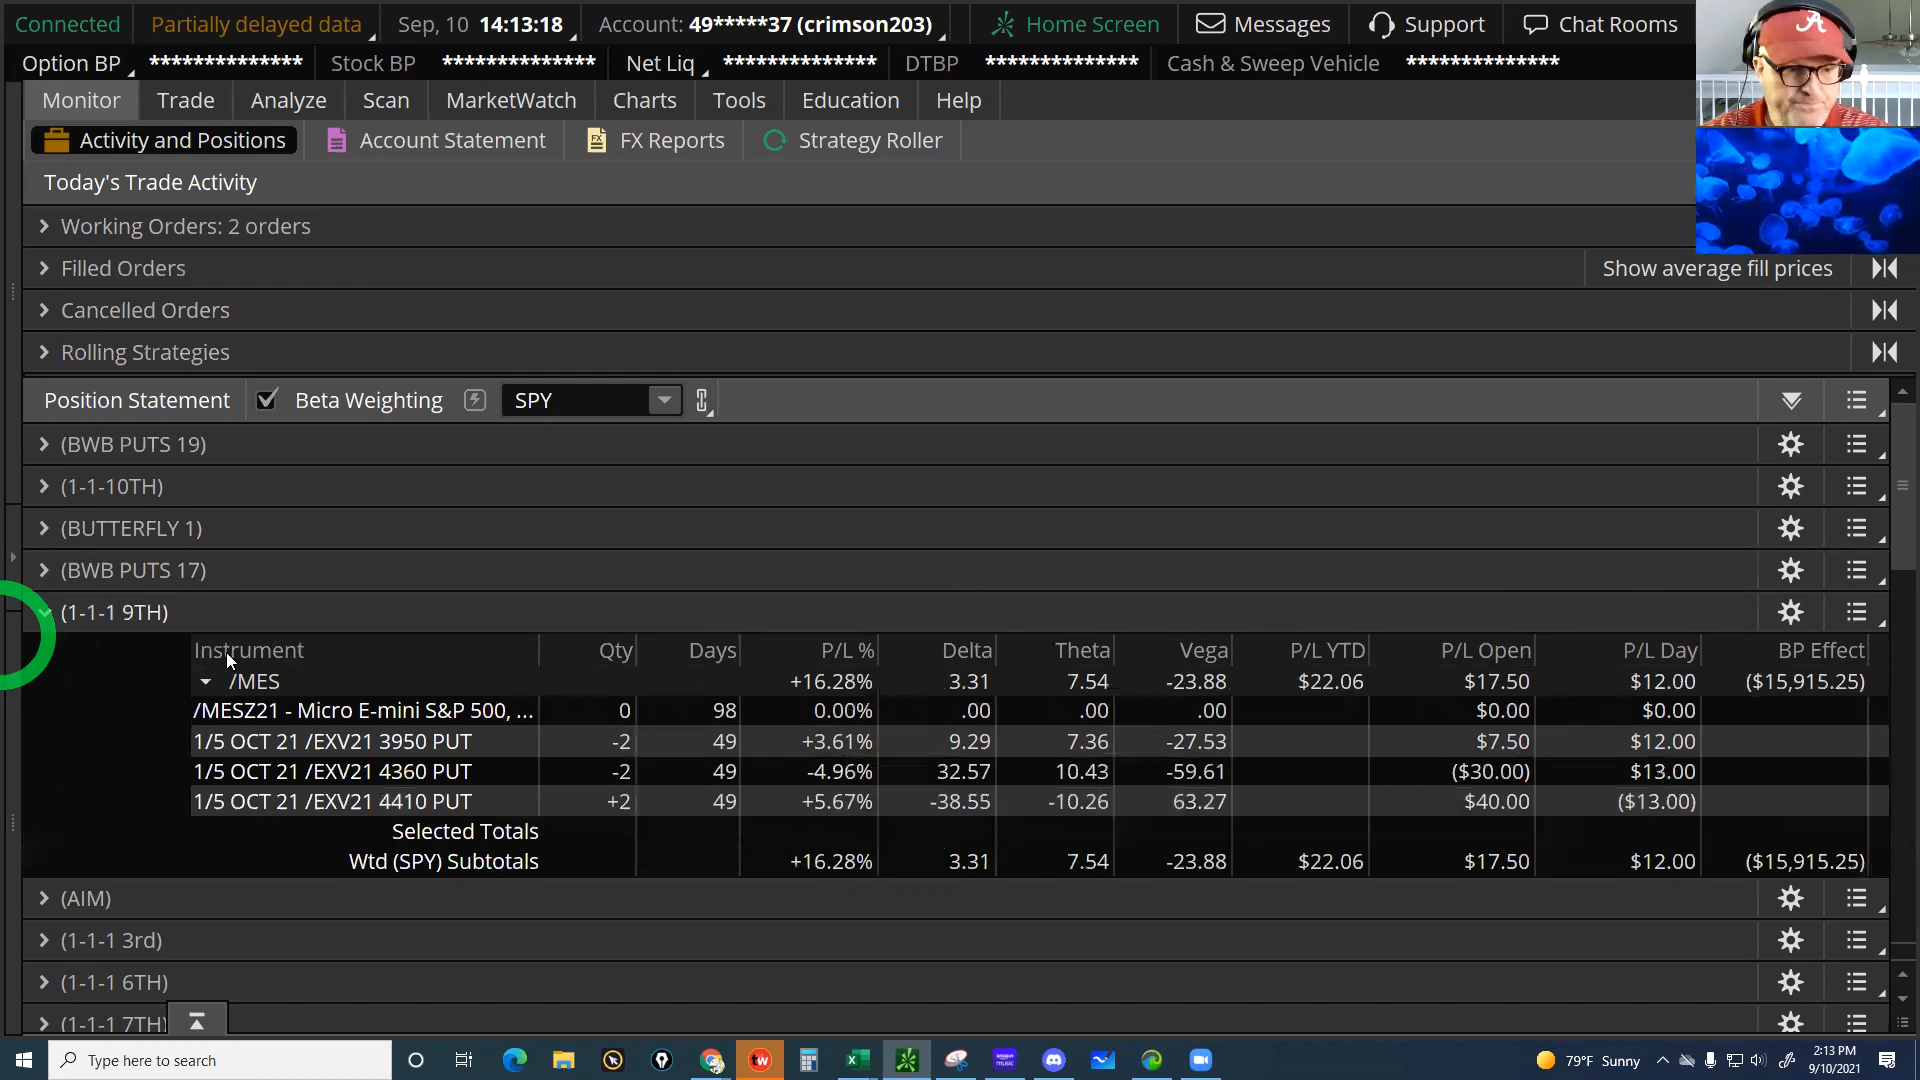 Connected Partially delayed data Sep, 10 14:13:18 Account: 49*****37 (crimson203) Home Screen Messages Support Chat Rooms
Option BP ************** Stock BP ************** Net Liq ************** DTBP ************** Cash & Sweep Vehicle **************
Monitor Trade Analyze Scan MarketWatch Charts Tools Education Help
Activity and Positions Account Statement FX Reports Strategy Roller
Today's Trade Activity
Working Orders: 2 orders
Filled Orders Show average fill prices
Cancelled Orders
Rolling Strategies
Position Statement Beta Weighting SPY
(BWB PUTS 19)
(1-1-10TH)
(BUTTERFLY 1)
(BWB PUTS 17)
(1-1-1 9TH)
Instrument Qty Days P/L % Delta Theta Vega P/L YTD P/L Open P/L Day BP Effect
/MES +16.28% 3.31 7.54 -23.88 $22.06 $17.50 $12.00 ($15,915.25)
/MESZ21 - Micro E-mini S&P 500, ... 0 98 0.00% .00 .00 .00 $0.00 $0.00
1/5 OCT 21 /EXV21 3950 PUT -2 49 +3.61% 9.29 7.36 -27.53 $7.50 $12.00
1/5 OCT 21 /EXV21 4360 PUT -2 49 -4.96% 32.57 10.43 -59.61 ($30.00) $13.00
1/5 OCT 21 /EXV21 4410 PUT +2 49 +5.67% -38.55 -10.26 63.27 $40.00 ($13.00)
Selected Totals
Wtd (SPY) Subtotals +16.28% 3.31 7.54 -23.88 $22.06 $17.50 $12.00 ($15,915.25)
(AIM)
(1-1-1 3rd)
(1-1-1 6TH)
(1-1-1 7TH)
Type here to search tw 79°F Sunny 2:13 PM
9/10/2021